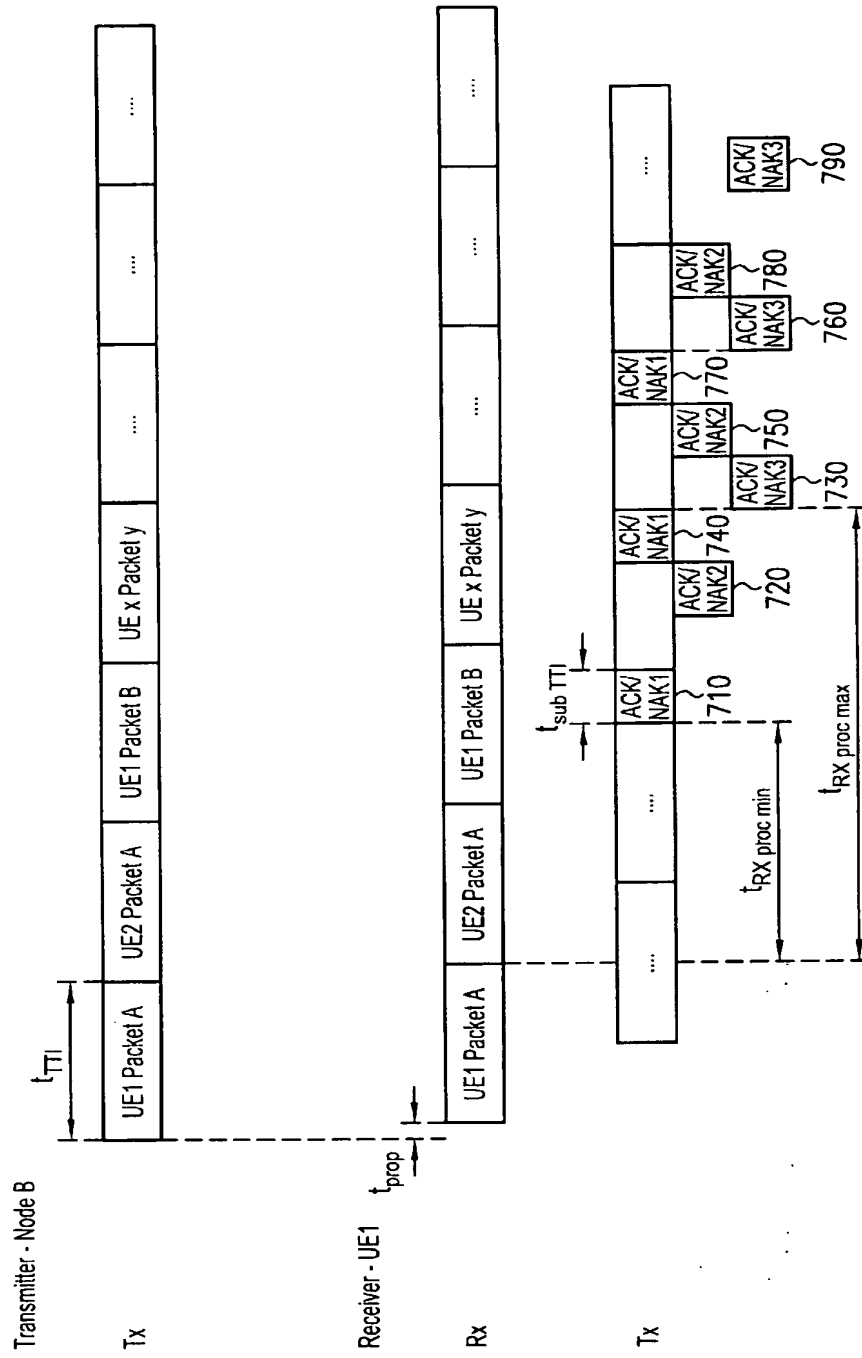 Transmitter - Node B
t_TTI
Tx
UE1 Packet A
UE2 Packet A
UE1 Packet B
UE x Packet y
....
....
....
t_prop
Receiver - UE1
Rx
UE1 Packet A
UE2 Packet A
UE1 Packet B
UE x Packet y
....
....
....
t_sub TTI
Tx
....
....
ACK/
NAK1
710
ACK/
NAK2
720
ACK/
NAK1
740
ACK/
NAK3
730
ACK/
NAK2
750
ACK/
NAK1
770
ACK/
NAK3
760
ACK/
NAK2
780
....
ACK/
NAK3
790
t_RX proc min
t_RX proc max